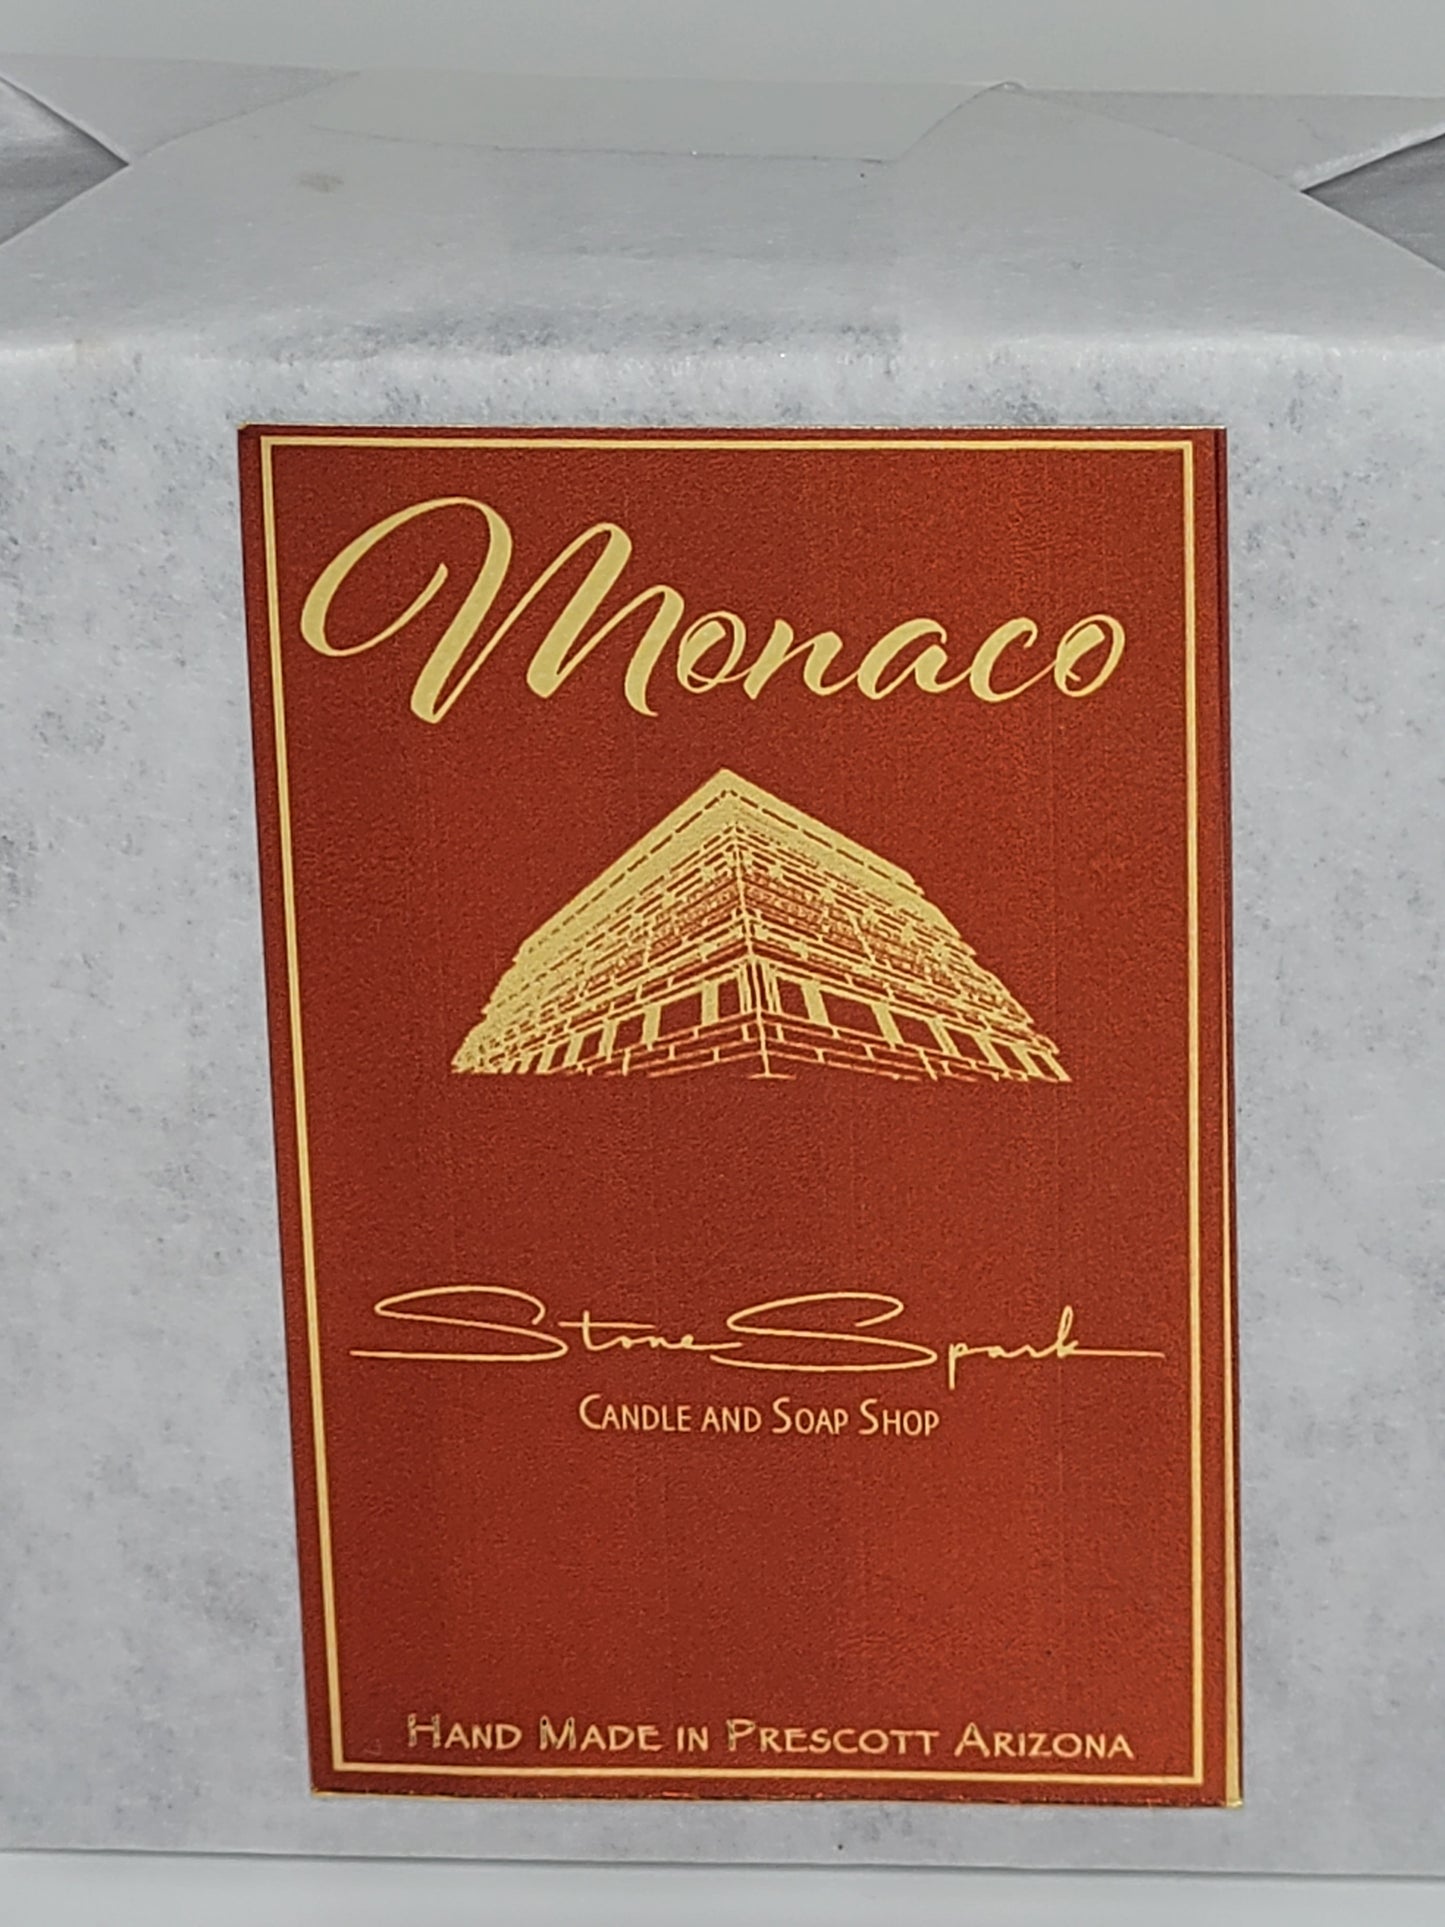 Monaco
StoneSpark
Candle and Soap Shop
Hand Made in Prescott Arizona